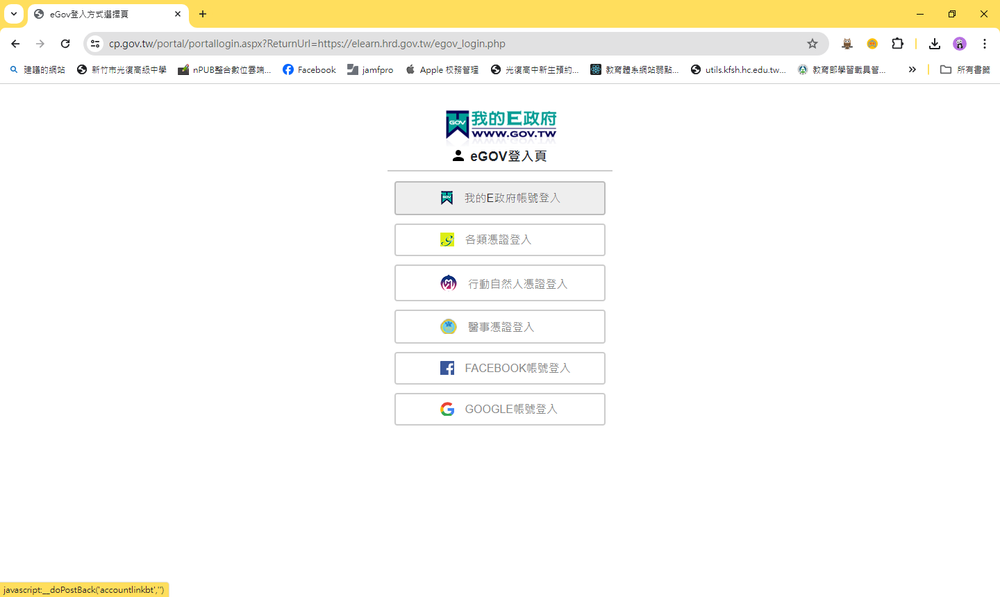 eGov登入方式選擇頁
cp.gov.tw/portal/portallogin.aspx?ReturnUrl=https://elearn.hrd.gov.tw/egov_login.php
建議的網站 新竹市光復高級中學 nPUB整合數位雲端... Facebook jamfpro Apple 校務管理 光復高中新生預約... 教育體系網站弱點... utils.kfsh.hc.edu.tw... 教育部學習載具管... 所有書籤
GOV 我的E政府
WWW.GOV.TW
eGOV登入頁
我的E政府帳號登入
各類憑證登入
行動自然人憑證登入
醫事憑證登入
FACEBOOK帳號登入
GOOGLE帳號登入
javascript:__doPostBack('accountlinkbt','')